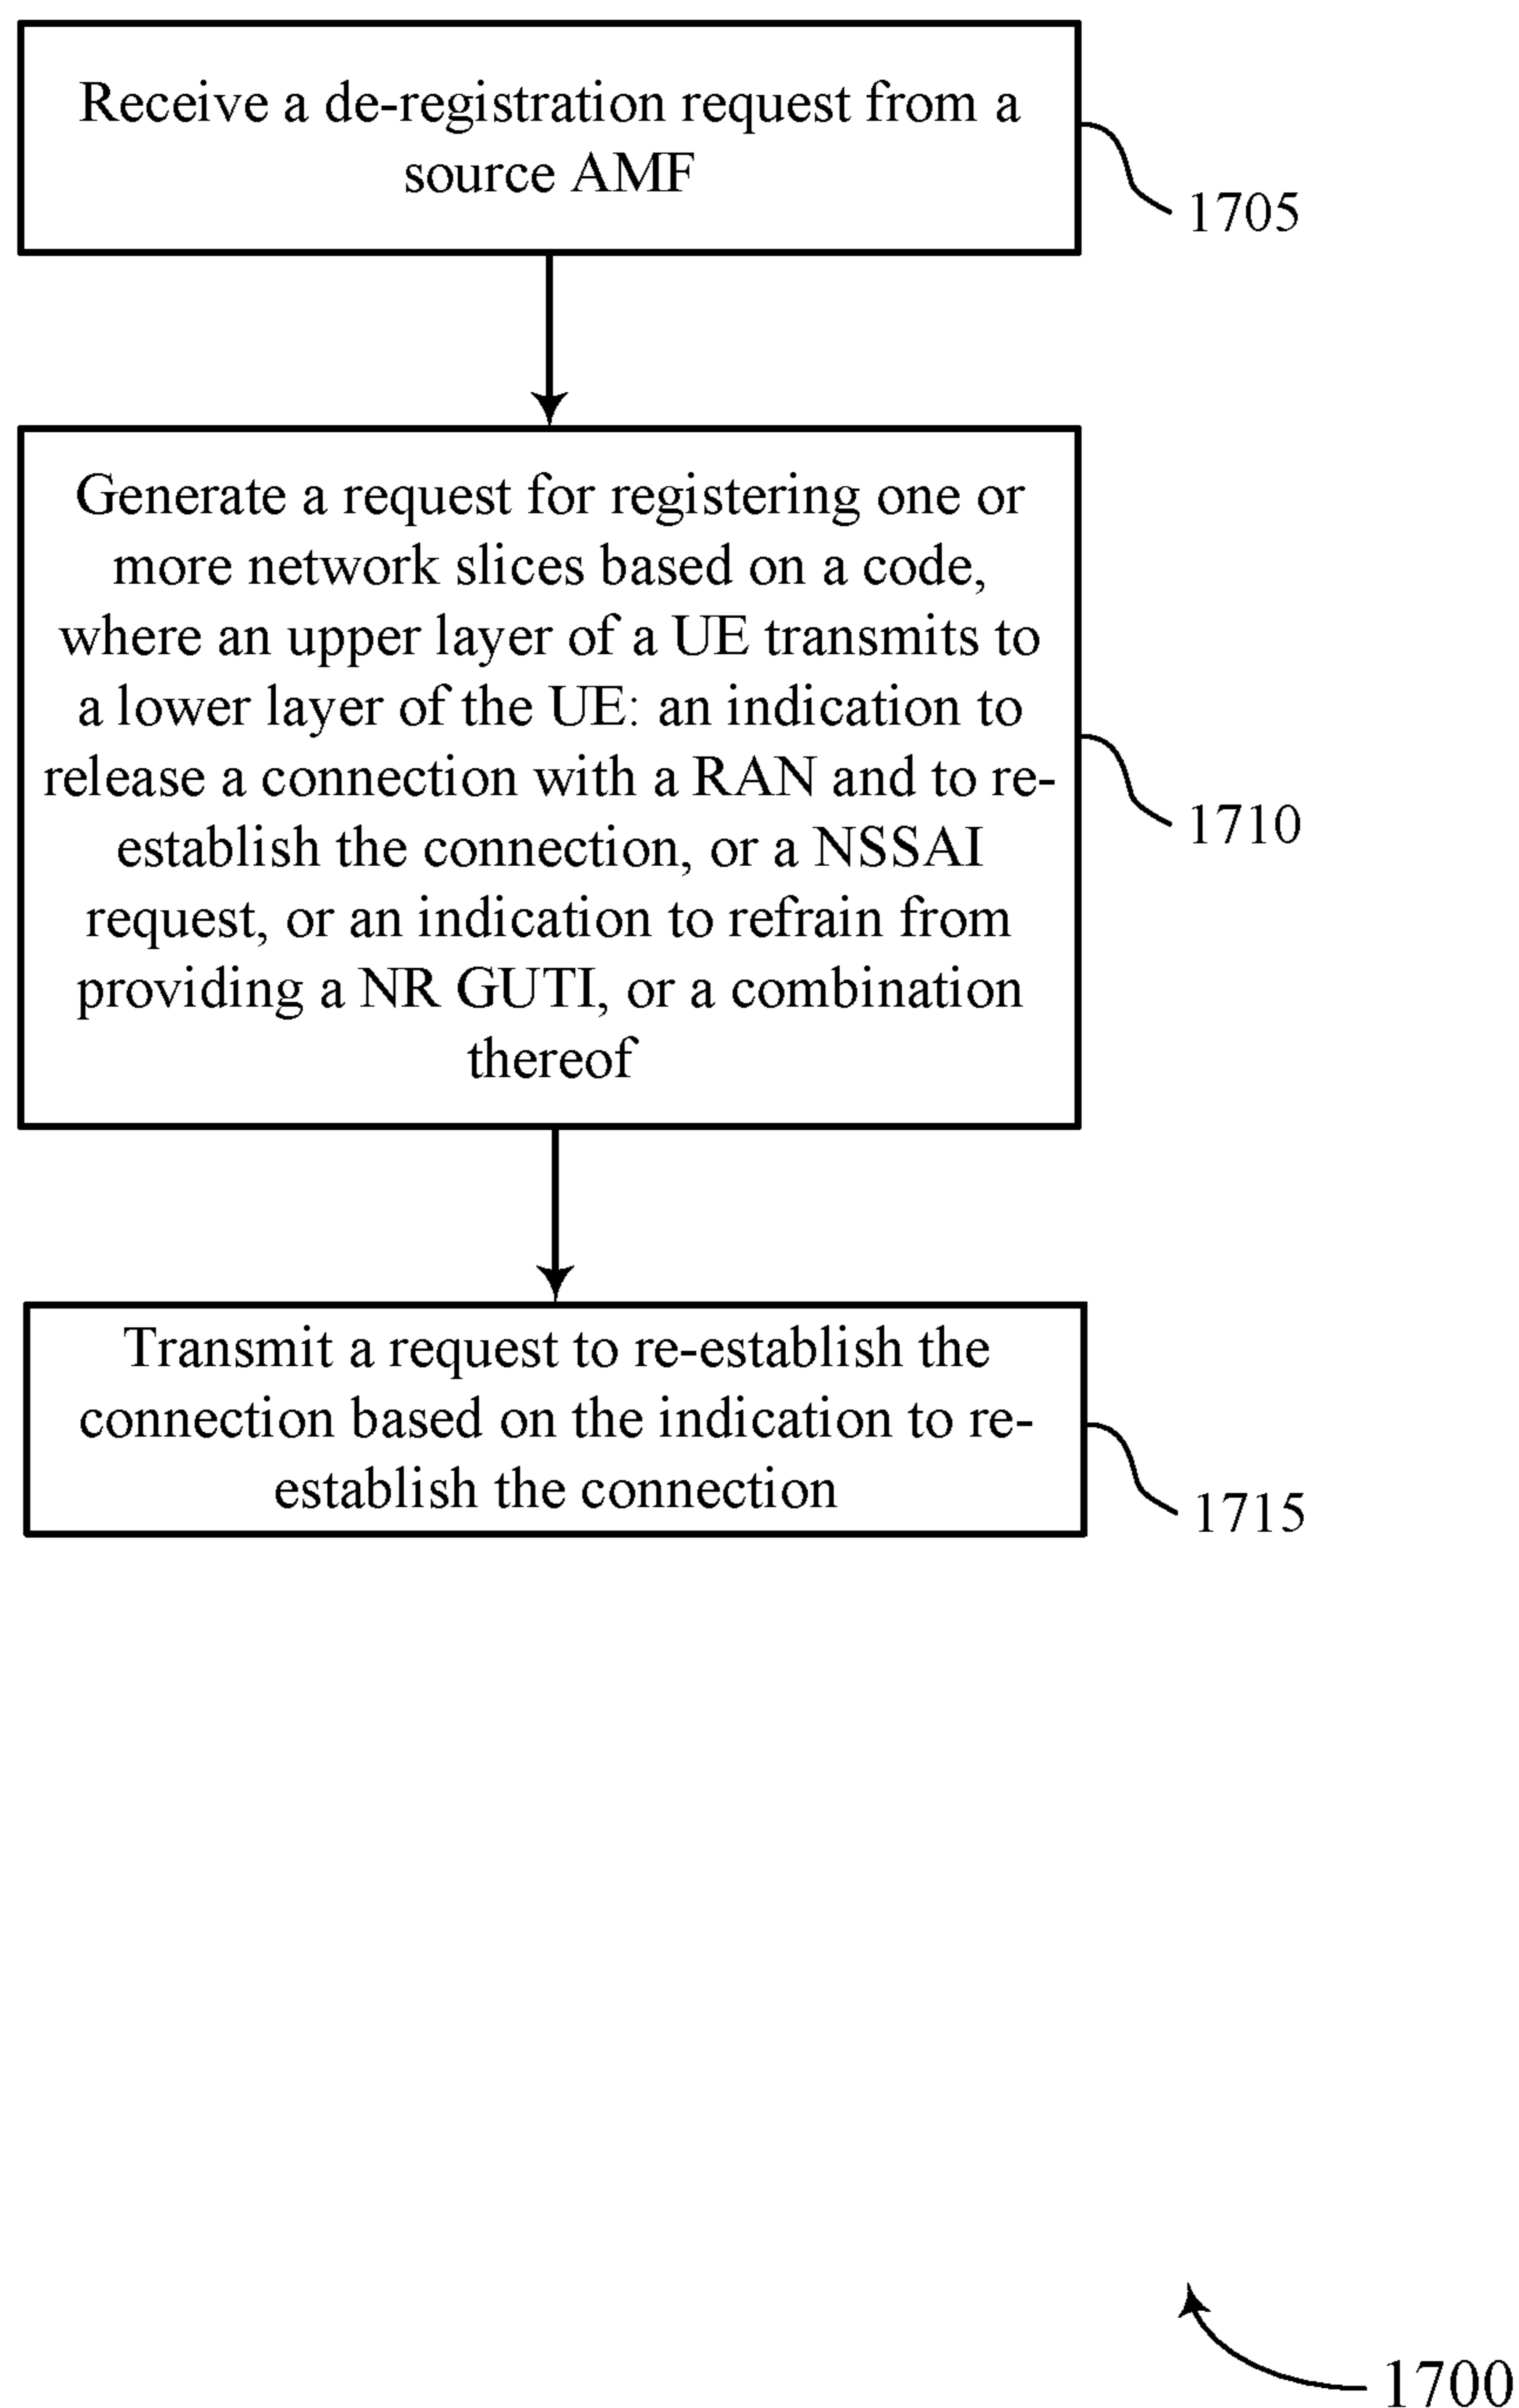 Receive a de-registration request from a
source AMF
1705
Generate a request for registering one or
more network slices based on a code,
where an upper layer of a UE transmits to
a lower layer of the UE: an indication to
release a connection with a RAN and to re-
establish the connection, or a NSSAI
request, or an indication to refrain from
providing a NR GUTI, or a combination
thereof
1710
Transmit a request to re-establish the
connection based on the indication to re-
establish the connection
1715
1700